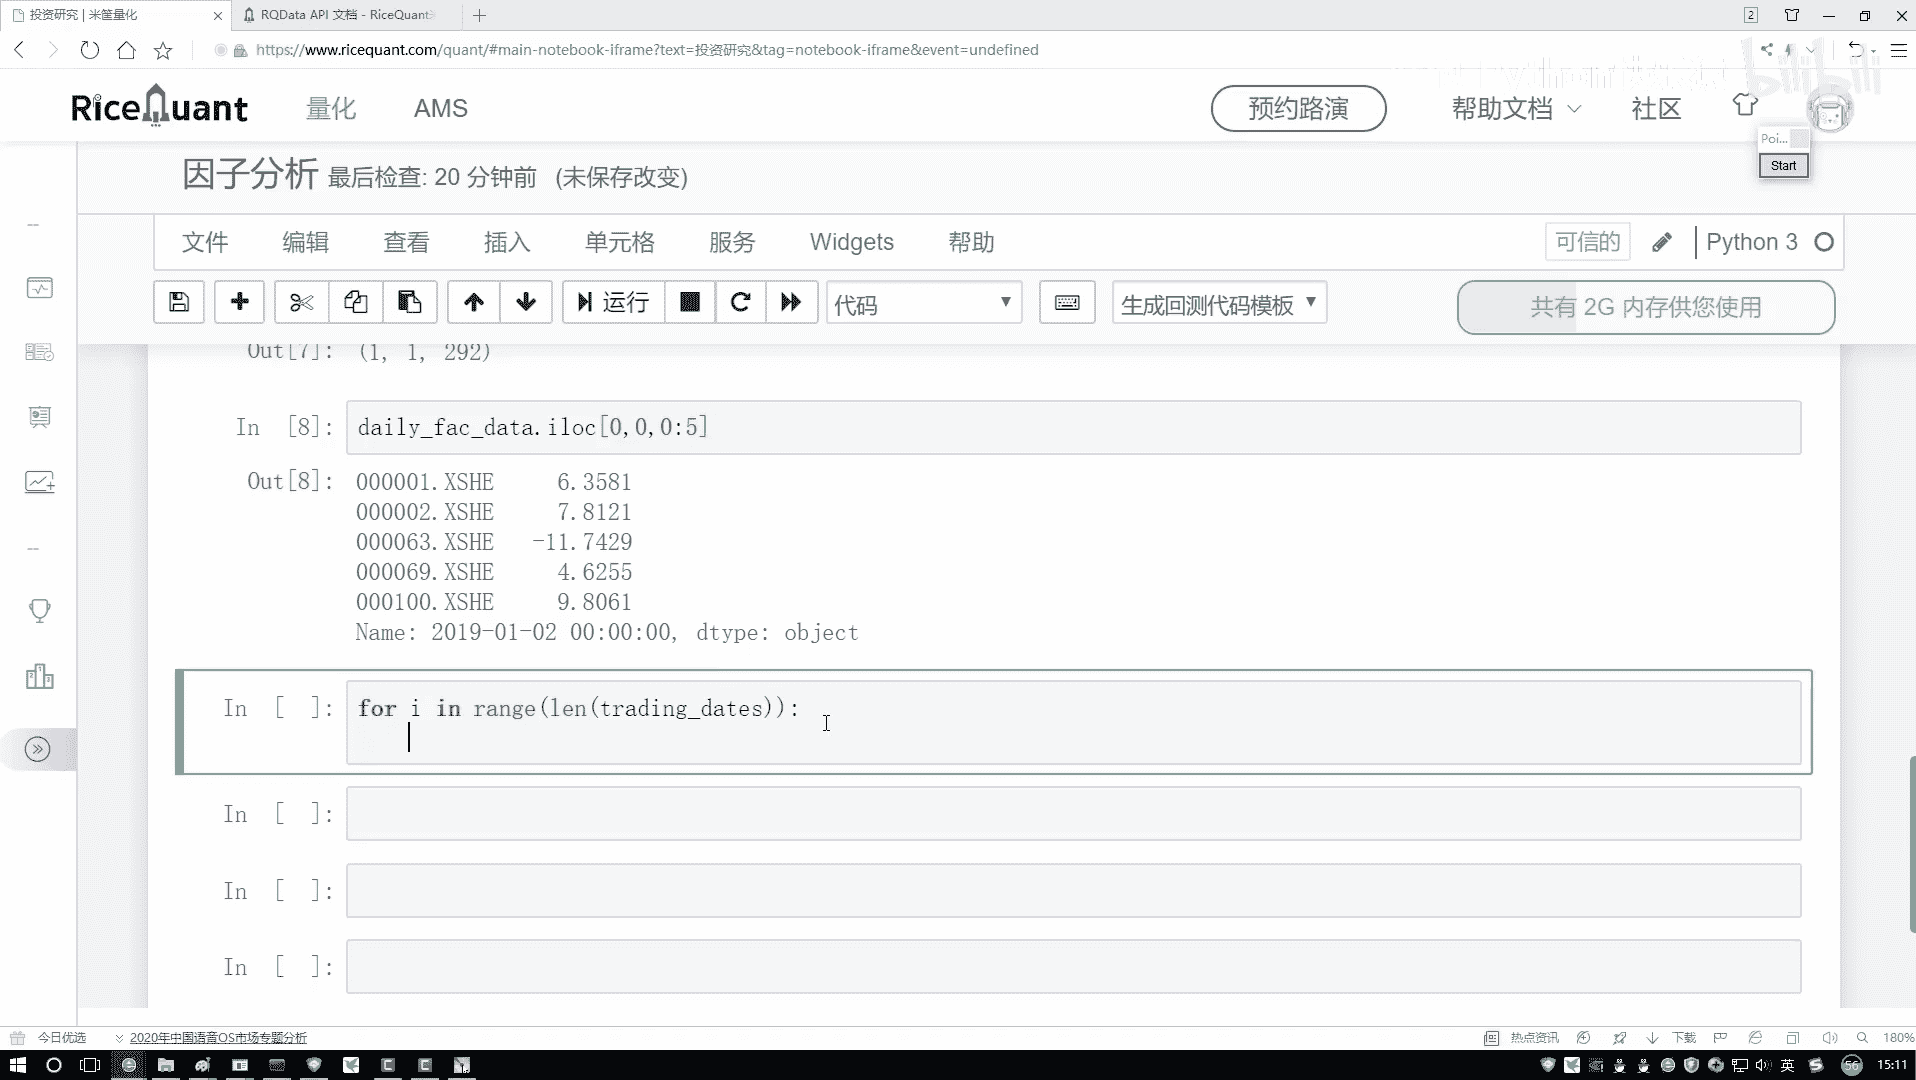 投资研究 | 米筐量化
RQData API 文档 - RiceQuant
2
https://www.ricequant.com/quant/#main-notebook-iframe?text=投资研究&tag=notebook-iframe&event=undefined
bilibili
RiceQuant
量化
AMS
预约路演
帮助文档
社区
Poi...
Start
因子分析 最后检查: 20 分钟前 (未保存改变)
文件 编辑 查看 插入 单元格 服务 Widgets 帮助
可信的
Python 3
运行
代码
生成回测代码模板
共有 2G 内存供您使用
Out[7]: (1, 1, 292)
In [8]: daily_fac_data.iloc[0,0,0:5]
Out[8]: 000001.XSHE 6.3581
000002.XSHE 7.8121
000063.XSHE -11.7429
000069.XSHE 4.6255
000100.XSHE 9.8061
Name: 2019-01-02 00:00:00, dtype: object
In [ ]: for i in range(len(trading_dates)):
In [ ]:
In [ ]:
In [ ]:
今日优选
2020年中国语音OS市场专题分析
热点资讯
下载
180%
英
56
15:11